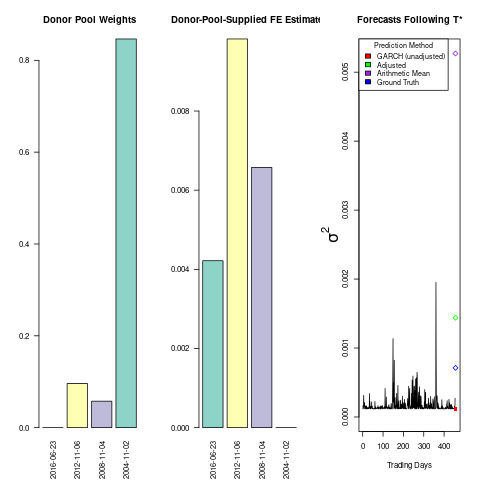 Donor Pool Weights
0.8
0.6
0.4
0.2
0.0
2016-06-23
2012-11-06
2008-11-04
2004-11-02
Donor-Pool-Supplied FE Estimat
0.008
0.006
0.004
0.002
0.000
2016-06-23
2012-11-06
2008-11-04
2004-11-02
Forecasts Following T*
Prediction Method
GARCH (unadjusted)
Adjusted
Arithmetic Mean
Ground Truth
σ2
0.005
0.004
0.003
0.002
0.001
0.000
0 100 200 300 400
Trading Days